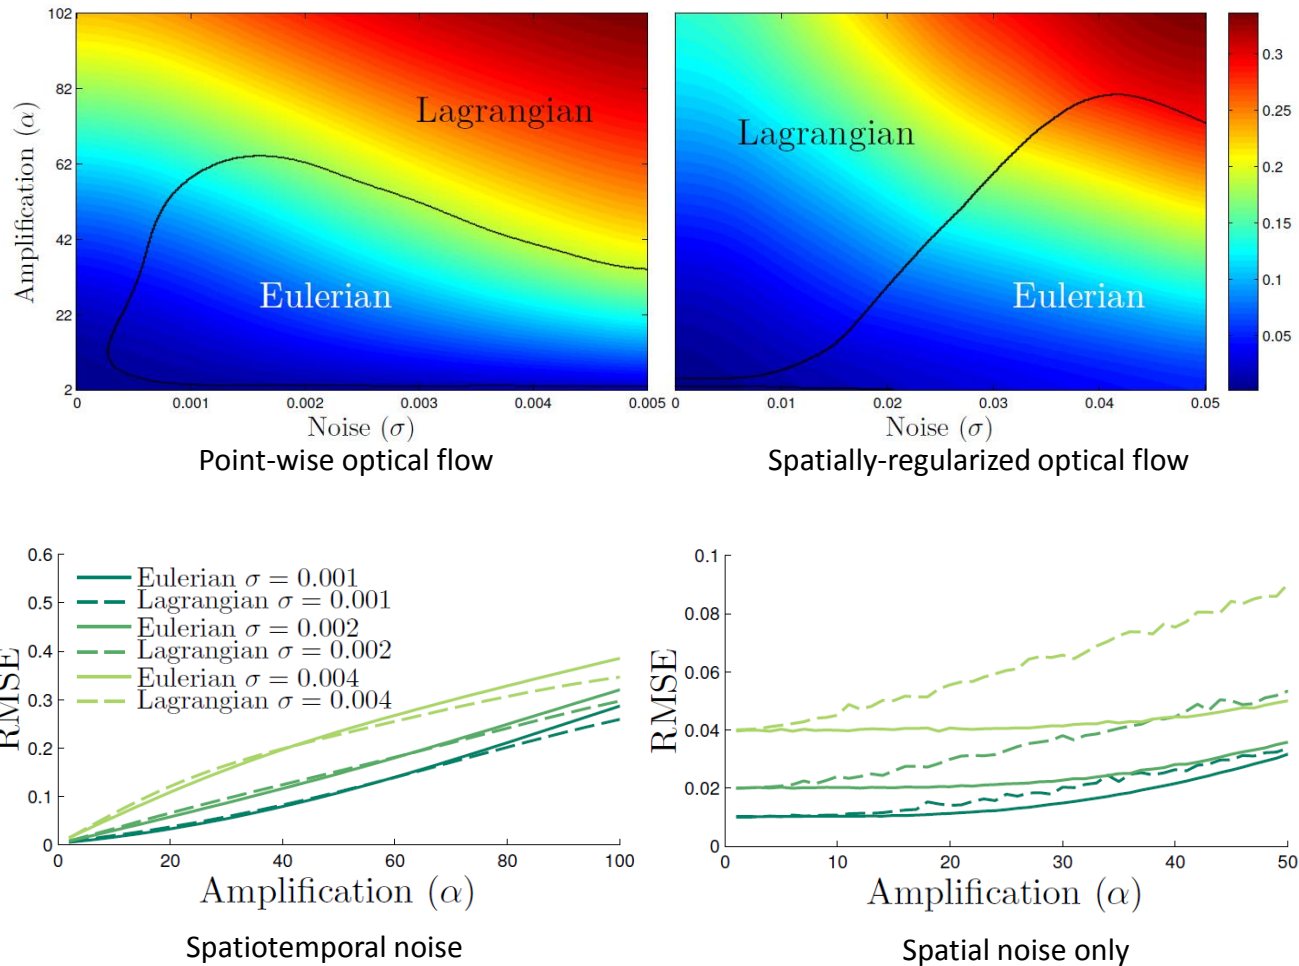 102
82
62
42
22
2
Amplification (α)
Lagrangian
Eulerian
0 0.001 0.002 0.003 0.004 0.005
Noise (σ)
Point-wise optical flow
Lagrangian
Eulerian
0 0.01 0.02 0.03 0.04 0.05
Noise (σ)
Spatially-regularized optical flow
0.3
0.25
0.2
0.15
0.1
0.05
0.6
0.5
0.4
0.3
0.2
0.1
0
RMSE
Eulerian σ = 0.001
Lagrangian σ = 0.001
Eulerian σ = 0.002
Lagrangian σ = 0.002
Eulerian σ = 0.004
Lagrangian σ = 0.004
0 20 40 60 80 100
Amplification (α)
Spatiotemporal noise
0.1
0.08
0.06
0.04
0.02
0
RMSE
0 10 20 30 40 50
Amplification (α)
Spatial noise only